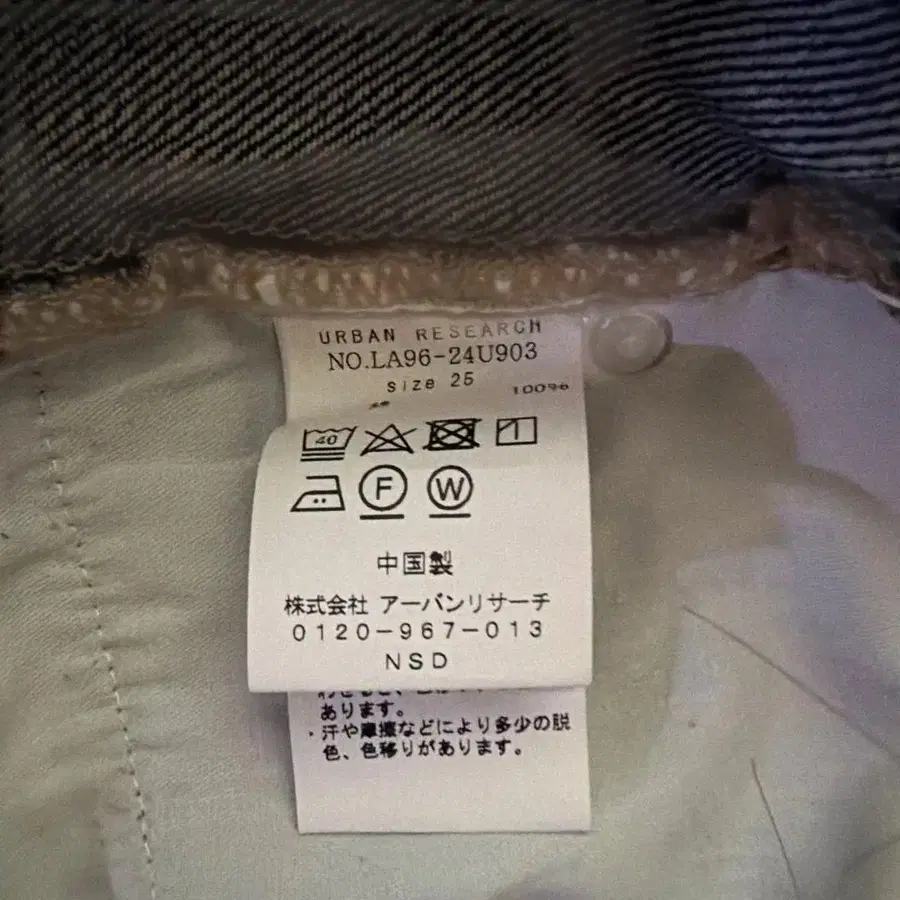 URBAN RESEARCH
NO.LA96-24U903
size 25
100%
40
F W
中国製
株式会社 アーバンリサーチ
0120-967-013
NSD
あります。
・汗や摩擦などにより多少の脱
色、色移りがあります。